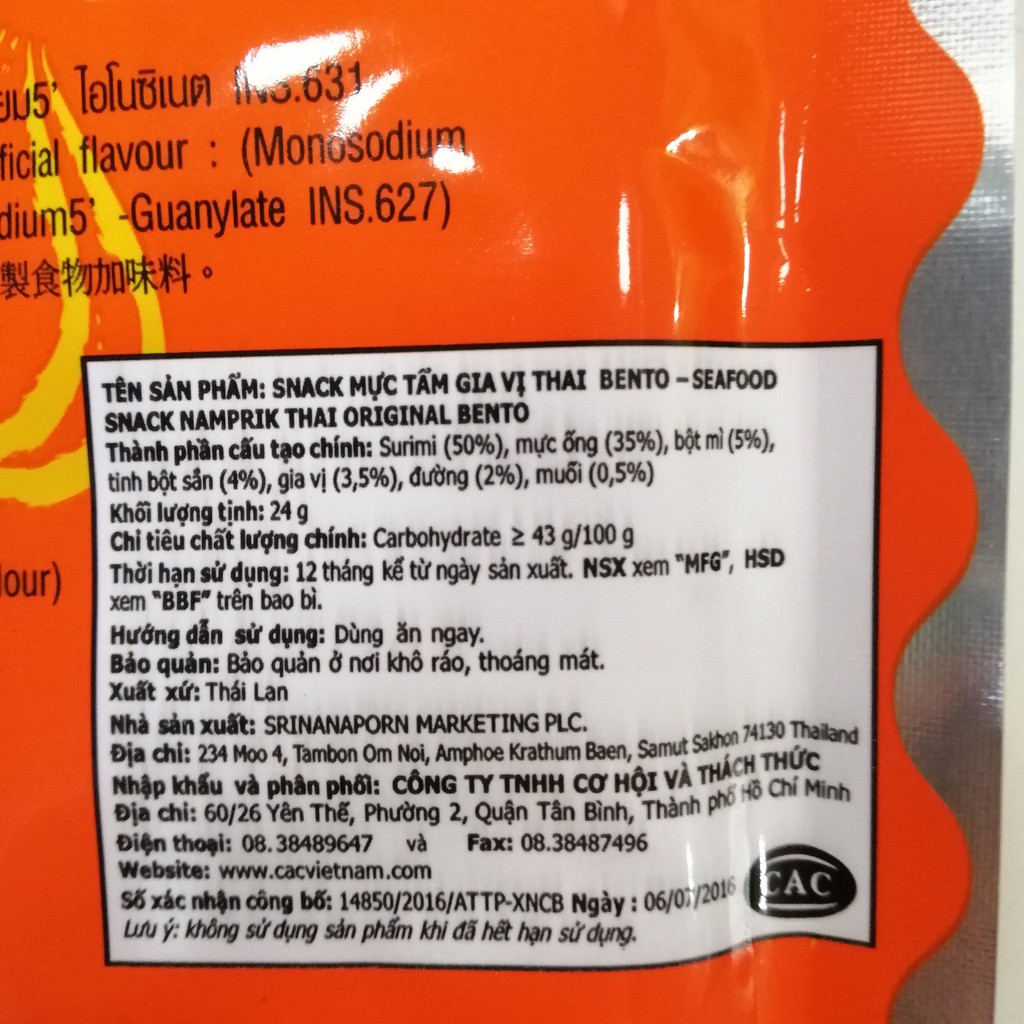 ไอโนซิเนต INS.631
flavour : (Monosodium
-Guanylate INS.627)
製食物加味料。
TÊN SẢN PHẨM: SNACK MỰC TẨM GIA VỊ THAI BENTO – SEAFOOD
SNACK NAMPRIK THAI ORIGINAL BENTO
Thành phần cấu tạo chính: Surimi (50%), mực ống (35%), bột mì (5%),
tinh bột sắn (4%), gia vị (3,5%), đường (2%), muối (0,5%)
Khối lượng tịnh: 24 g
Chỉ tiêu chất lượng chính: Carbohydrate ≥ 43 g/100 g
Thời hạn sử dụng: 12 tháng kể từ ngày sản xuất. NSX xem "MFG", HSD
xem "BBF" trên bao bì.
Hướng dẫn sử dụng: Dùng ăn ngay.
Bảo quản: Bảo quản ở nơi khô ráo, thoáng mát.
Xuất xứ: Thái Lan
Nhà sản xuất: SRINANAPORN MARKETING PLC.
Địa chỉ: 234 Moo 4, Tambon Om Noi, Amphoe Krathum Baen, Samut Sakhon 74130 Thailand
Nhập khẩu và phân phối: CÔNG TY TNHH CƠ HỘI VÀ THÁCH THỨC
Địa chỉ: 60/26 Yên Thế, Phường 2, Quận Tân Bình, Thành phố Hồ Chí Minh
Điện thoại: 08.38489647 và Fax: 08.38487496
Website: www.cacvietnam.com
Số xác nhận công bố: 14850/2016/ATTP-XNCB Ngày : 06/07/2016
CAC
Lưu ý: không sử dụng sản phẩm khi đã hết hạn sử dụng.